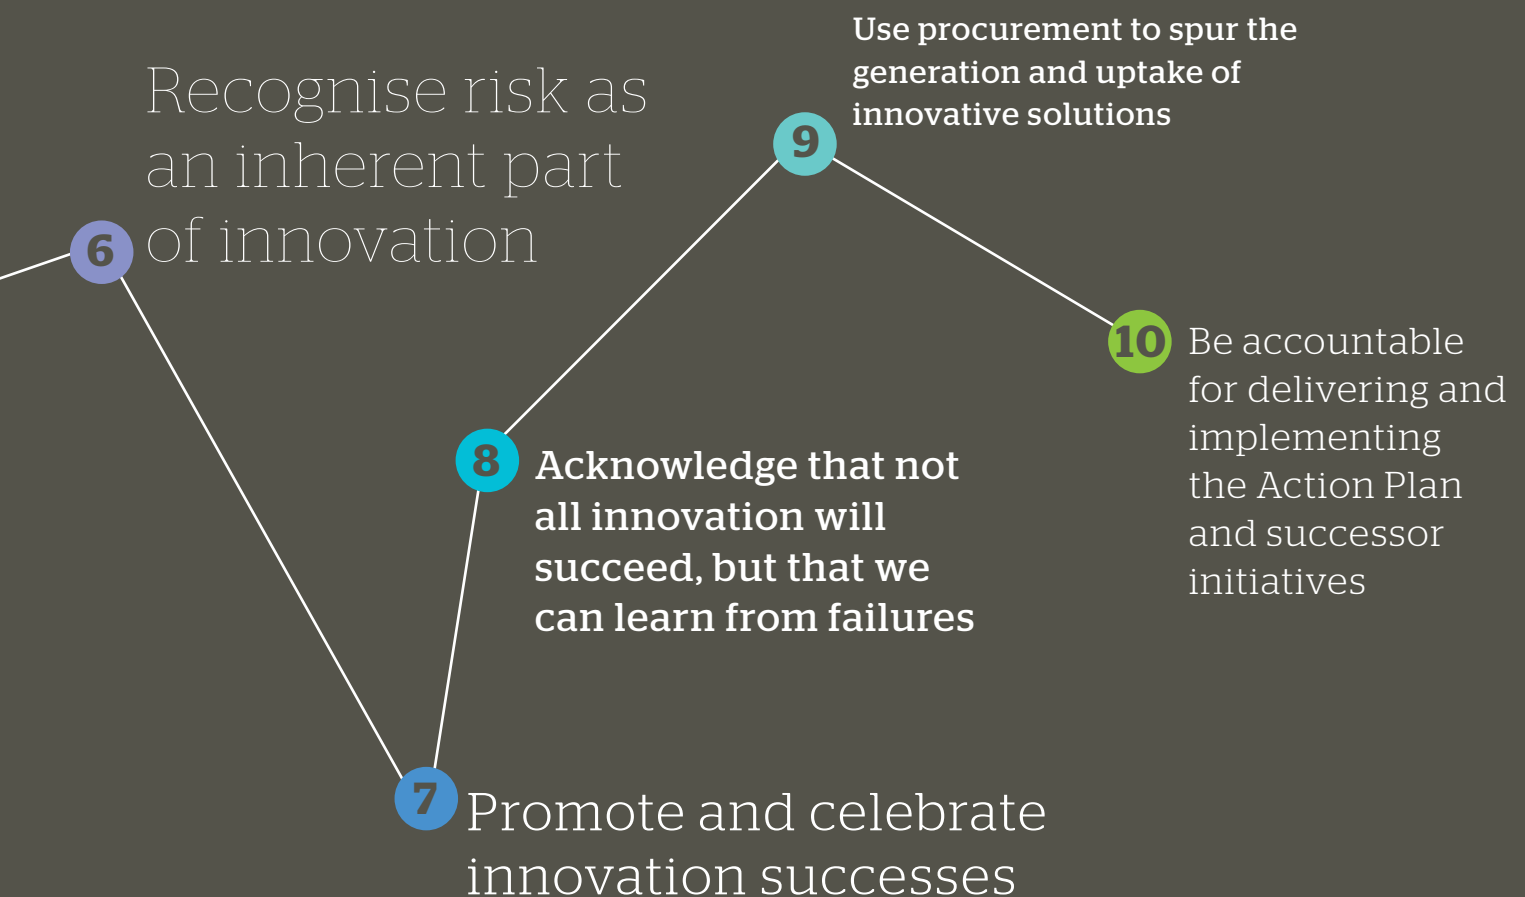 6
Recognise risk as
an inherent part
of innovation
7
Promote and celebrate
innovation successes
8
Acknowledge that not
all innovation will
succeed, but that we
can learn from failures
9
Use procurement to spur the
generation and uptake of
innovative solutions
10
Be accountable
for delivering and
implementing
the Action Plan
and successor
initiatives